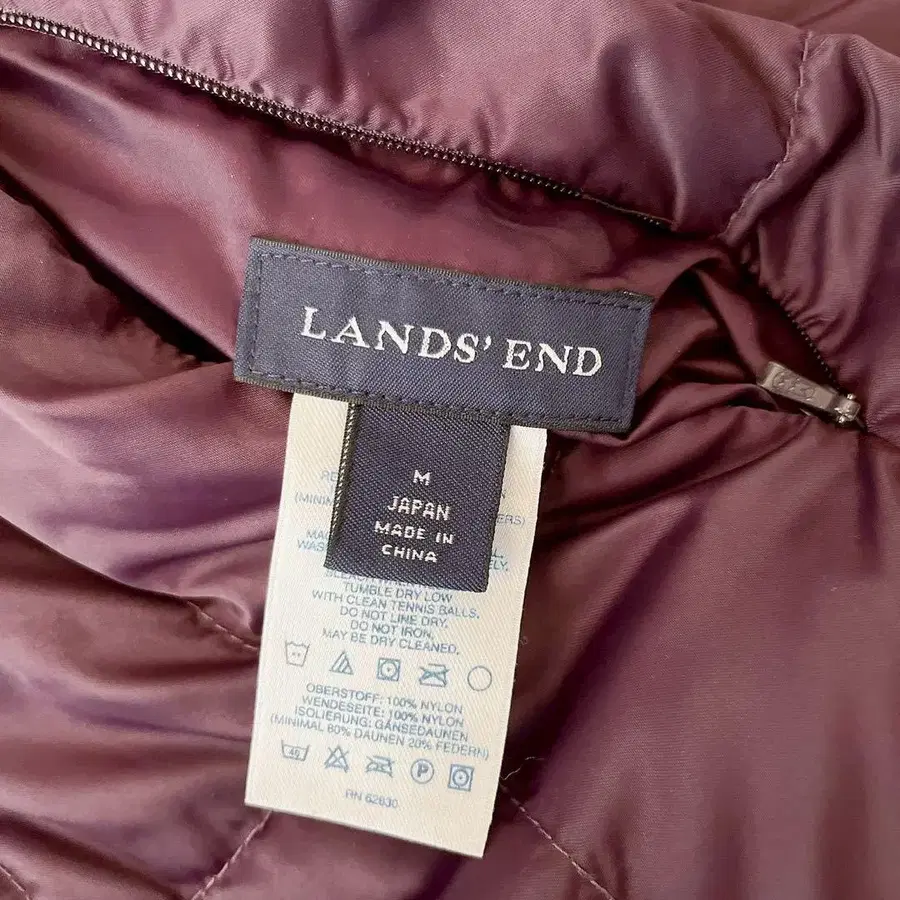 LANDS' END
M
JAPAN
MADE IN
CHINA
TUMBLE DRY LOW
WITH CLEAN TENNIS BALLS.
DO NOT LINE DRY.
DO NOT IRON.
MAY BE DRY CLEANED.
OBERSTOFF: 100% NYLON
WENDESEITE: 100% NYLON
ISOLIERUNG: GÄNSEDAUNEN
(MINIMAL 80% DAUNEN 20% FEDERN)
40
P
RN 62830